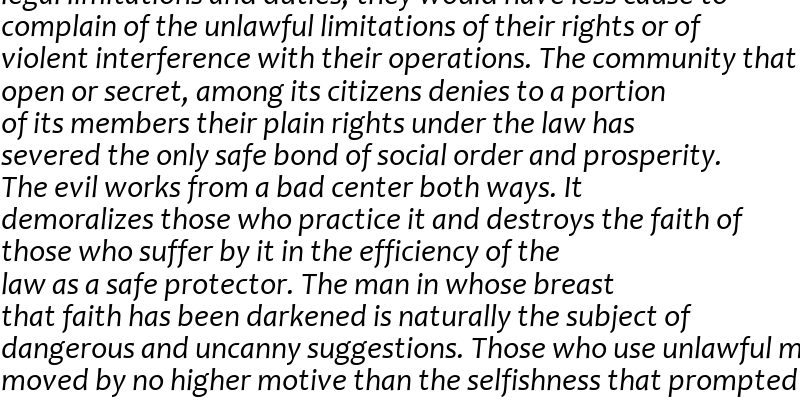 legal limitations and duties, they would have less cause to
complain of the unlawful limitations of their rights or of
violent interference with their operations. The community that
open or secret, among its citizens denies to a portion
of its members their plain rights under the law has
severed the only safe bond of social order and prosperity.
The evil works from a bad center both ways. It
demoralizes those who practice it and destroys the faith of
those who suffer by it in the efficiency of the
law as a safe protector. The man in whose breast
that faith has been darkened is naturally the subject of
dangerous and uncanny suggestions. Those who use unlawful
moved by no higher motive than the selfishness that prompted